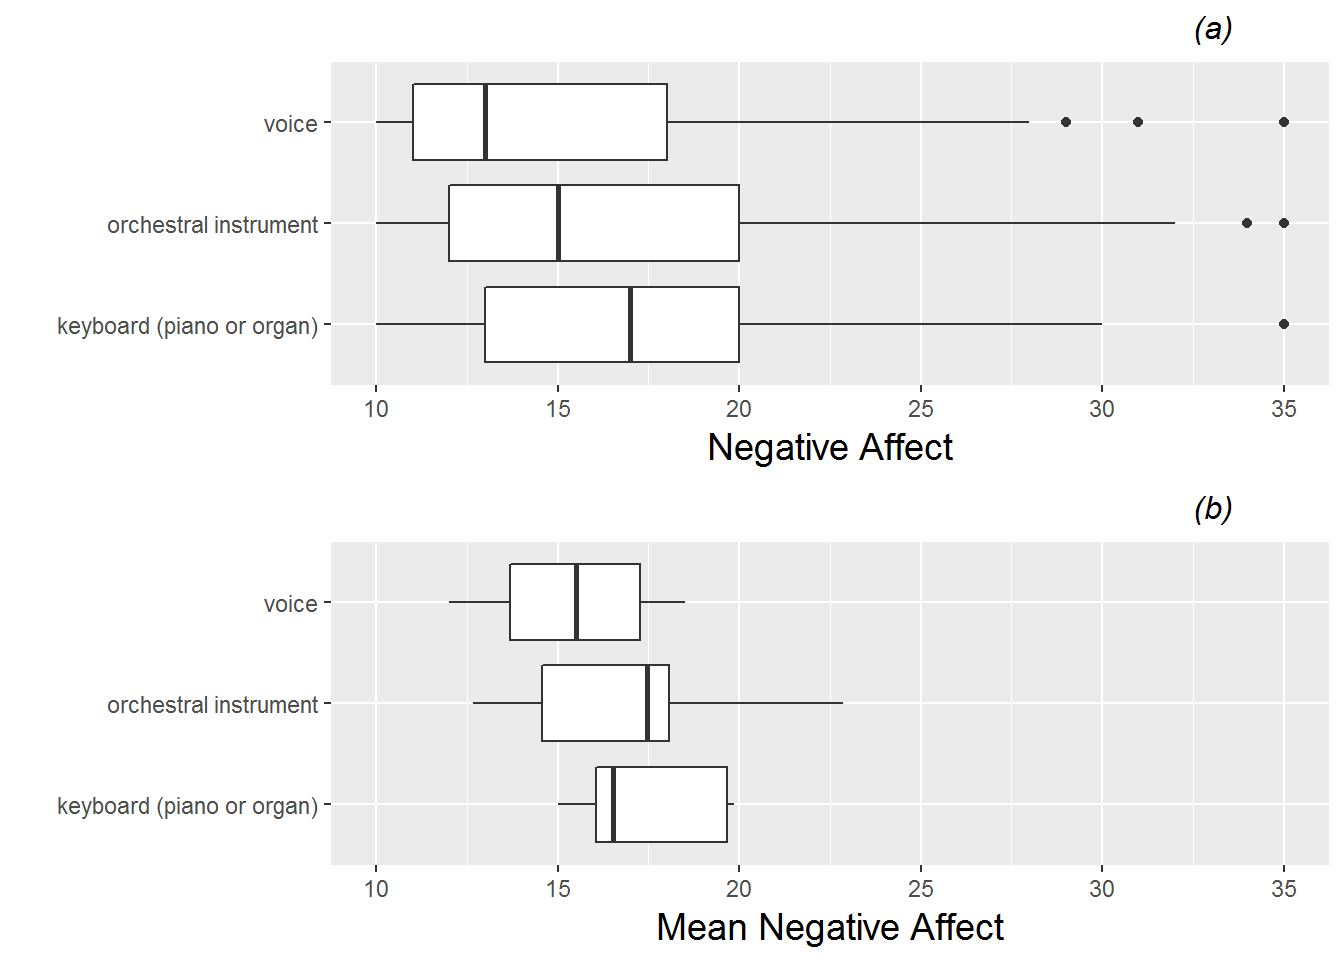 (a)
voice
orchestral instrument
keyboard (piano or organ)
10 15 20 25 30 35
Negative Affect
(b)
voice
orchestral instrument
keyboard (piano or organ)
10 15 20 25 30 35
Mean Negative Affect